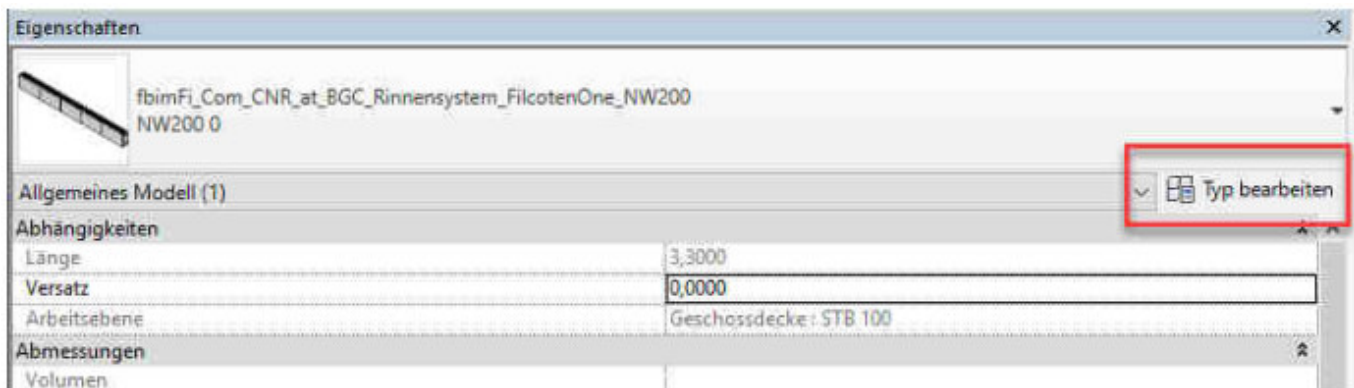 Eigenschaften
fbimFi_Com_CNR_at_BGC_Rinnensystem_FilcotenOne_NW200
NW200 0
Allgemeines Modell (1)
Typ bearbeiten
Abhängigkeiten
Länge 3,3000
Versatz 0,0000
Arbeitsebene Geschossdecke : STB 100
Abmessungen
Volumen